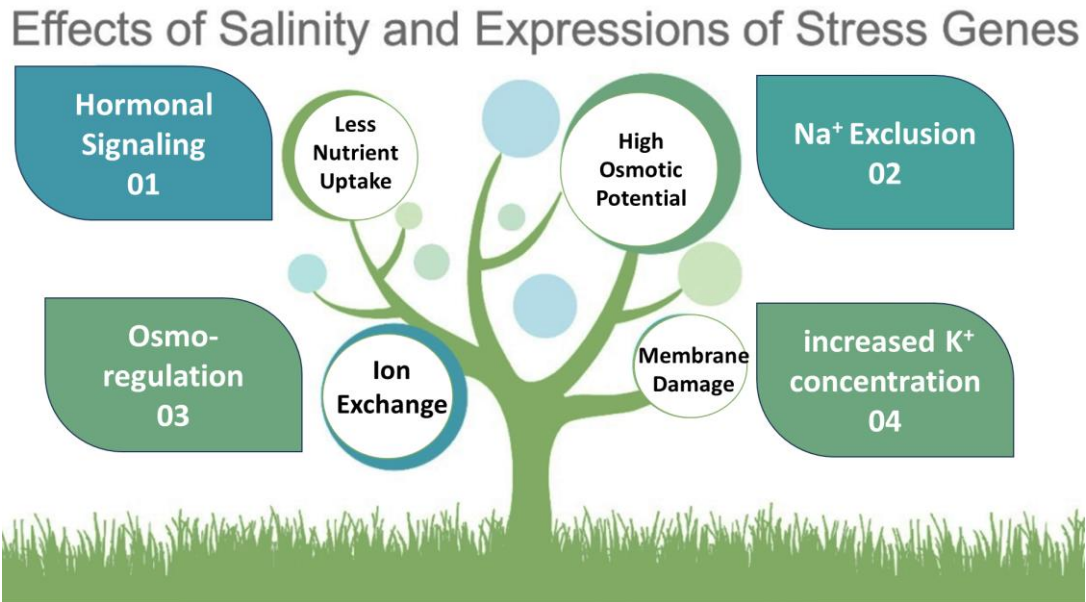 Effects of Salinity and Expressions of Stress Genes
Hormonal
Signaling
01
Less
Nutrient
Uptake
High
Osmotic
Potential
Na⁺ Exclusion
02
Osmo-
regulation
03
Ion
Exchange
Membrane
Damage
increased K⁺
concentration
04